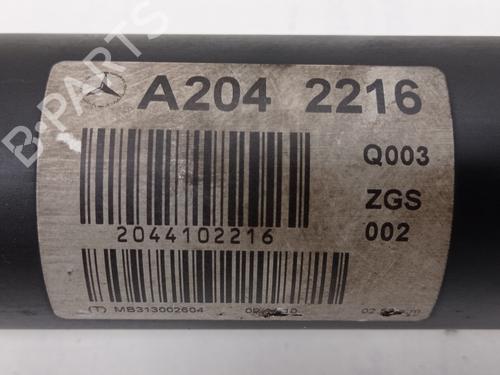 B-PARTS
A204 2216
Q003
ZGS
002
2044102216
(T) MB313002604